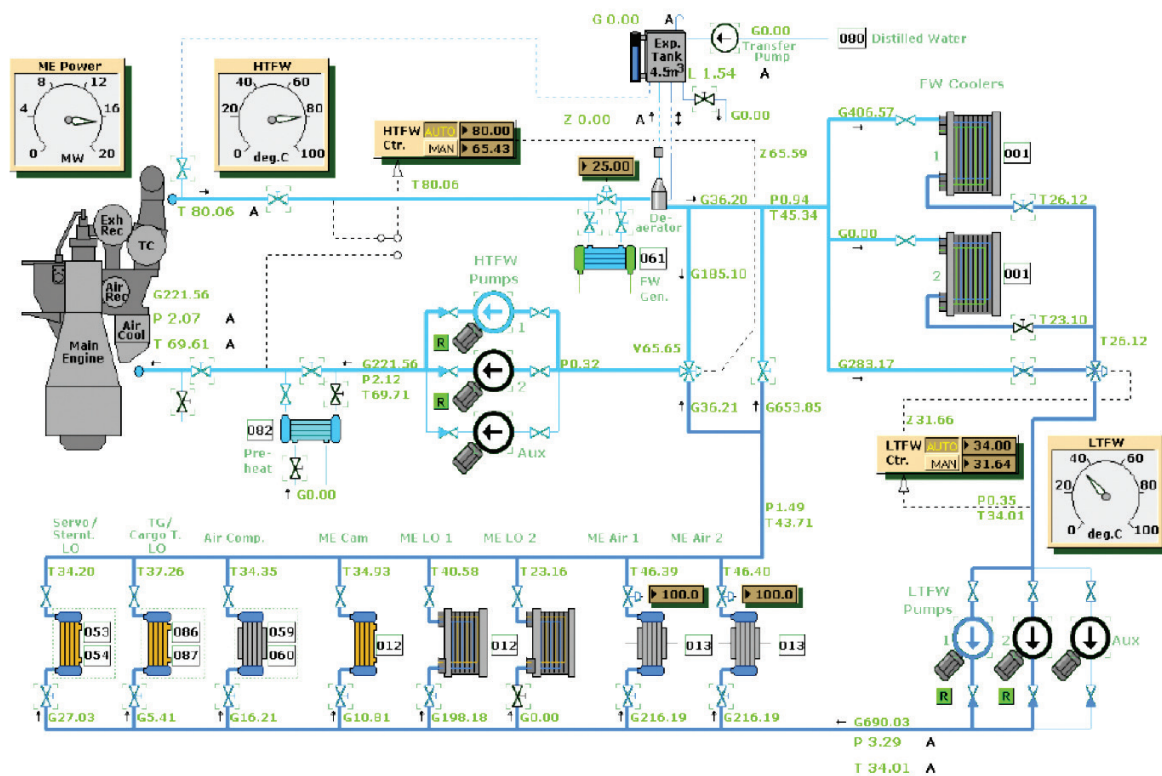 G 0.00
A
G0.00
Transfer
Pump
A
080
Distilled Water
Exp.
Tank
4.5m³
L 1.54
G0.00
A
Z 0.00
ME Power
8
12
4
16
0
20
MW
HTFW
40
60
20
80
0
100
deg.C
HTFW
Ctr.
AUTO
MAN
80.00
65.43
T80.06
25.00
Z65.59
FW Coolers
G406.57
1
001
T26.12
G0.00
2
001
T23.10
T26.12
G283.17
T 80.06
A
Exh
Rec
TC
Air
Rec
Air
Cool
Main
Engine
G221.56
P 2.07
A
T 69.61
A
De-
aerator
061
FW
Gen.
G36.20
P0.94
T45.34
G185.10
HTFW
Pumps
1
R
2
R
Aux
G221.56
P2.12
T69.71
P0.32
V65.65
G36.21
G653.85
082
Pre-
heat
G0.00
Z31.66
LTFW
Ctr.
AUTO
MAN
34.00
31.64
P0.35
T34.01
LTFW
40
60
20
80
0
100
deg.C
P1.49
T43.71
Servo/
Sternt.
LO
TG/
Cargo T.
LO
Air Comp.
ME Cam
ME LO 1
ME LO 2
ME Air 1
ME Air 2
T34.20
T37.26
T34.35
T34.93
T40.58
T23.16
T46.39
T46.40
100.0
100.0
053
054
086
087
059
060
012
012
013
013
LTFW
Pumps
1
2
Aux
R
R
G27.03
G5.41
G16.21
G10.81
G198.18
G0.00
G216.19
G216.19
G690.03
P 3.29
A
T 34.01
A